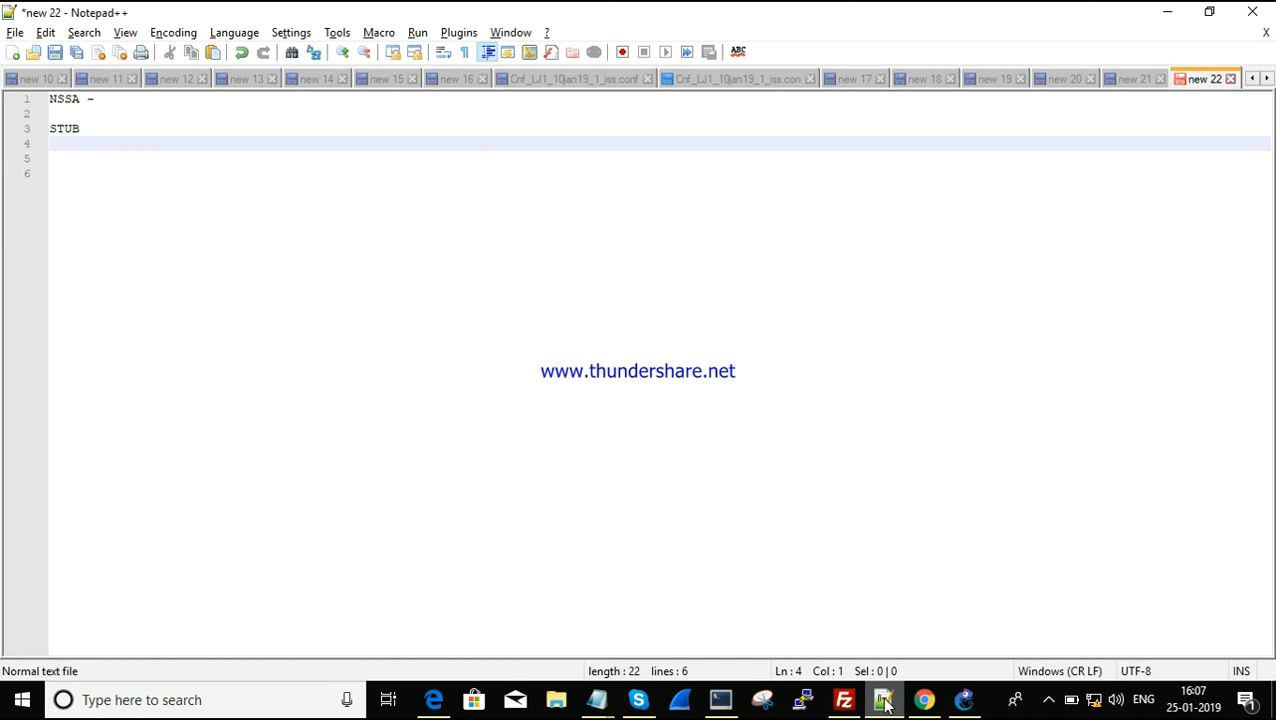 *new 22 - Notepad++
File Edit Search View Encoding Language Settings Tools Macro Run Plugins Window ? X
new 10 new 11 new 12 new 13 new 14 new 15 new 1 Cnf_LJ1_10jan19_1_iss.conf Cnf_LJ1_10jan19_1_iss.con new 17 new 18 new 19 new 20 new 21 new 22
1 NSSA -
2
3 STUB
4
5
6
www.thundershare.net
Normal text file length : 22 lines : 6 Ln : 4 Col : 1 Sel : 0 | 0 Windows (CR LF) UTF-8 INS
Type here to search ENG 16:07
25-01-2019